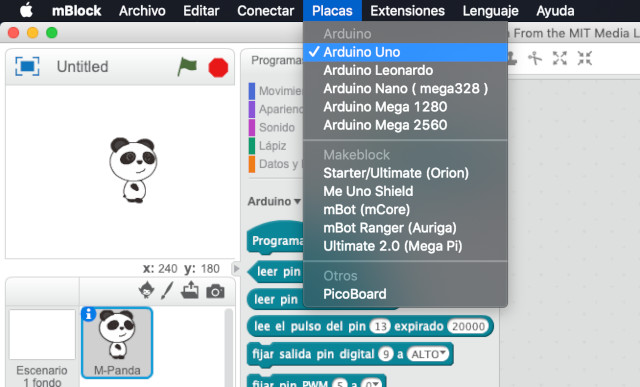 mBlock Archivo Editar Conectar Placas Extensiones Lenguaje Ayuda
From the MIT Media L
Untitled
x: 240 y: 180
Escenario
1 fondo
M-Panda
Arduino
Programa
leer pin
leer pin
lee el pulso del pin 13 expirado 20000
fijar salida pin digital 9 a ALTO
fijar pin PWM 5 a 0
Sonido
Lápiz
Datos y
Arduino
✓ Arduino Uno
Arduino Leonardo
Arduino Nano ( mega328 )
Arduino Mega 1280
Arduino Mega 2560
Makeblock
Starter/Ultimate (Orion)
Me Uno Shield
mBot (mCore)
mBot Ranger (Auriga)
Ultimate 2.0 (Mega Pi)
Otros
PicoBoard